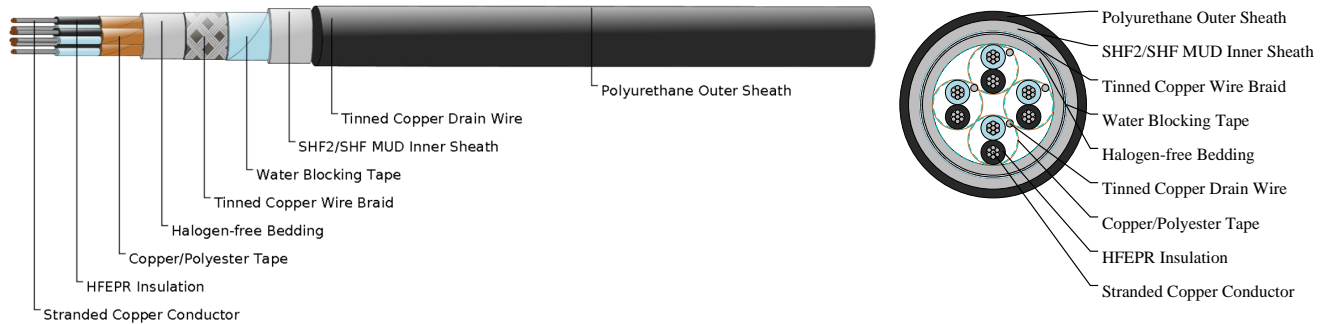 Polyurethane Outer Sheath
Tinned Copper Drain Wire
SHF2/SHF MUD Inner Sheath
Water Blocking Tape
Tinned Copper Wire Braid
Halogen-free Bedding
Copper/Polyester Tape
HFEPR Insulation
Stranded Copper Conductor
Polyurethane Outer Sheath
SHF2/SHF MUD Inner Sheath
Tinned Copper Wire Braid
Water Blocking Tape
Halogen-free Bedding
Tinned Copper Drain Wire
Copper/Polyester Tape
HFEPR Insulation
Stranded Copper Conductor